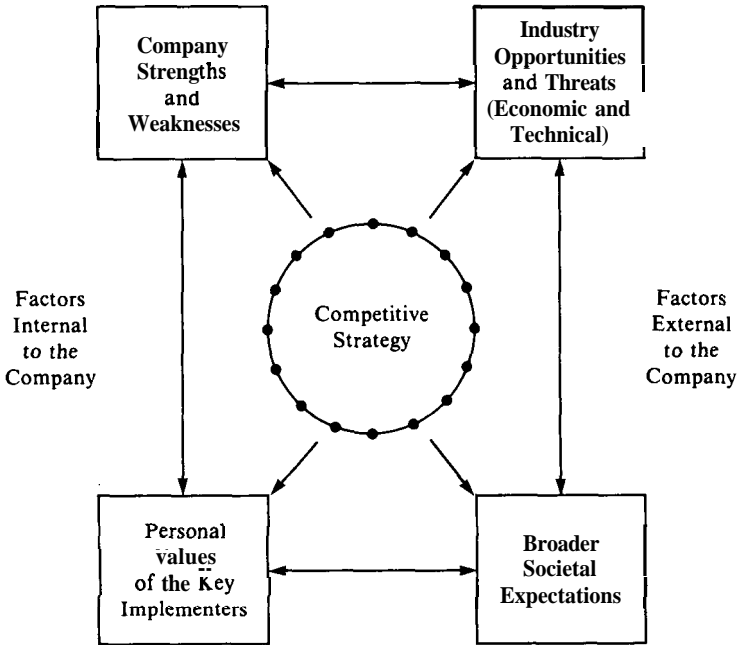 Company
Strengths
and
Weaknesses
Industry
Opportunities
and Threats
(Economic and
Technical)
Factors
Internal
to the
Company
Competitive
Strategy
Factors
External
to the
Company
Personal
values
of the Key
Implementers
Broader
Societal
Expectations